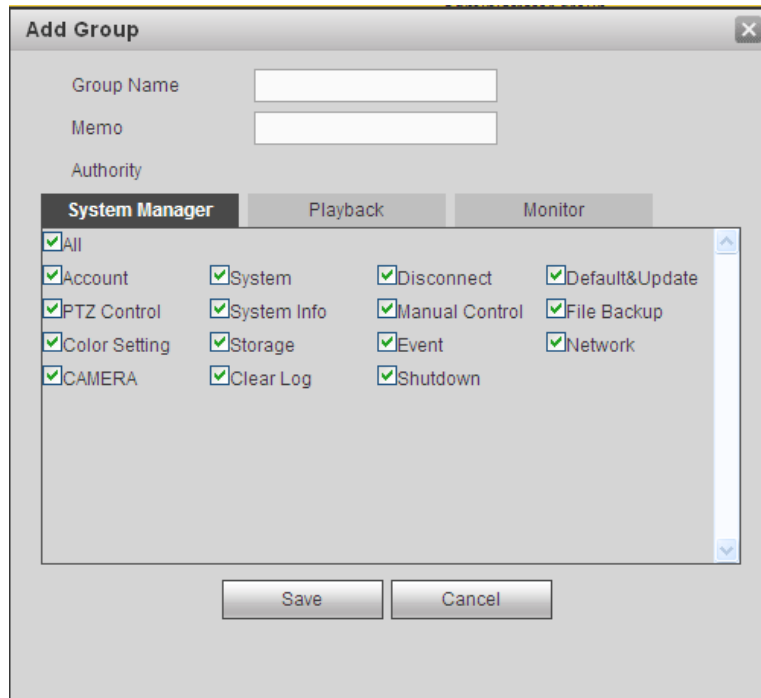 Add Group
Group Name
Memo
Authority
System Manager Playback Monitor
All
Account System Disconnect Default&Update
PTZ Control System Info Manual Control File Backup
Color Setting Storage Event Network
CAMERA Clear Log Shutdown
Save Cancel